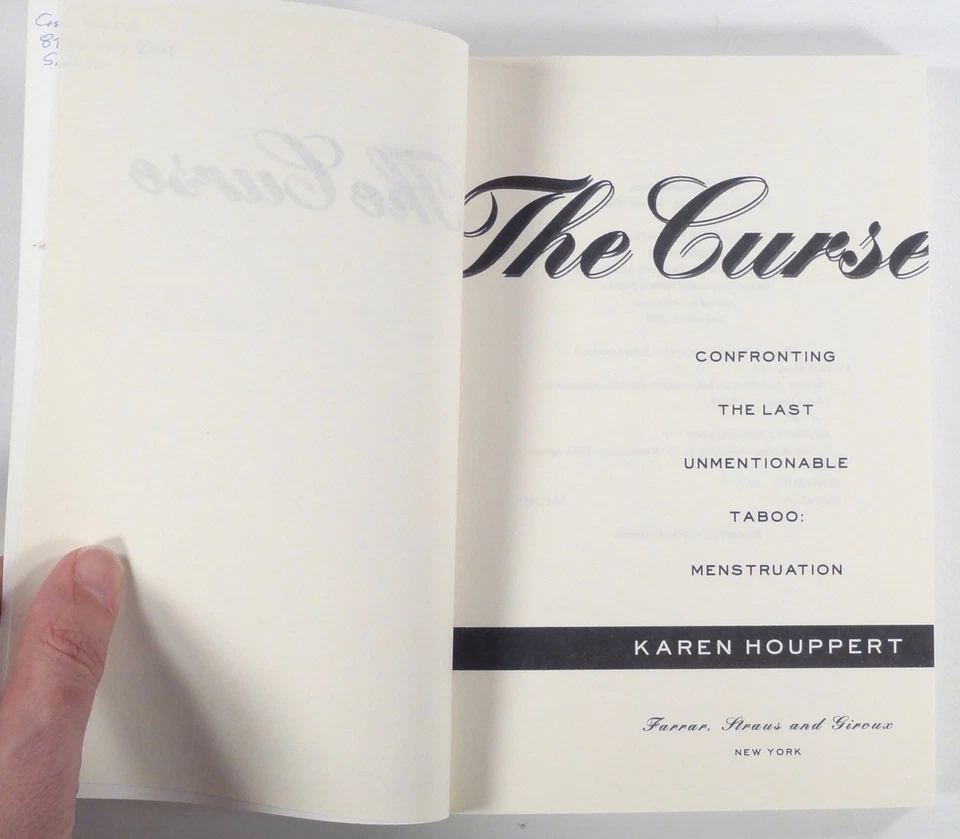 The Curse
CONFRONTING
THE LAST
UNMENTIONABLE
TABOO:
MENSTRUATION
KAREN HOUPPERT
Farrar, Straus and Giroux
NEW YORK